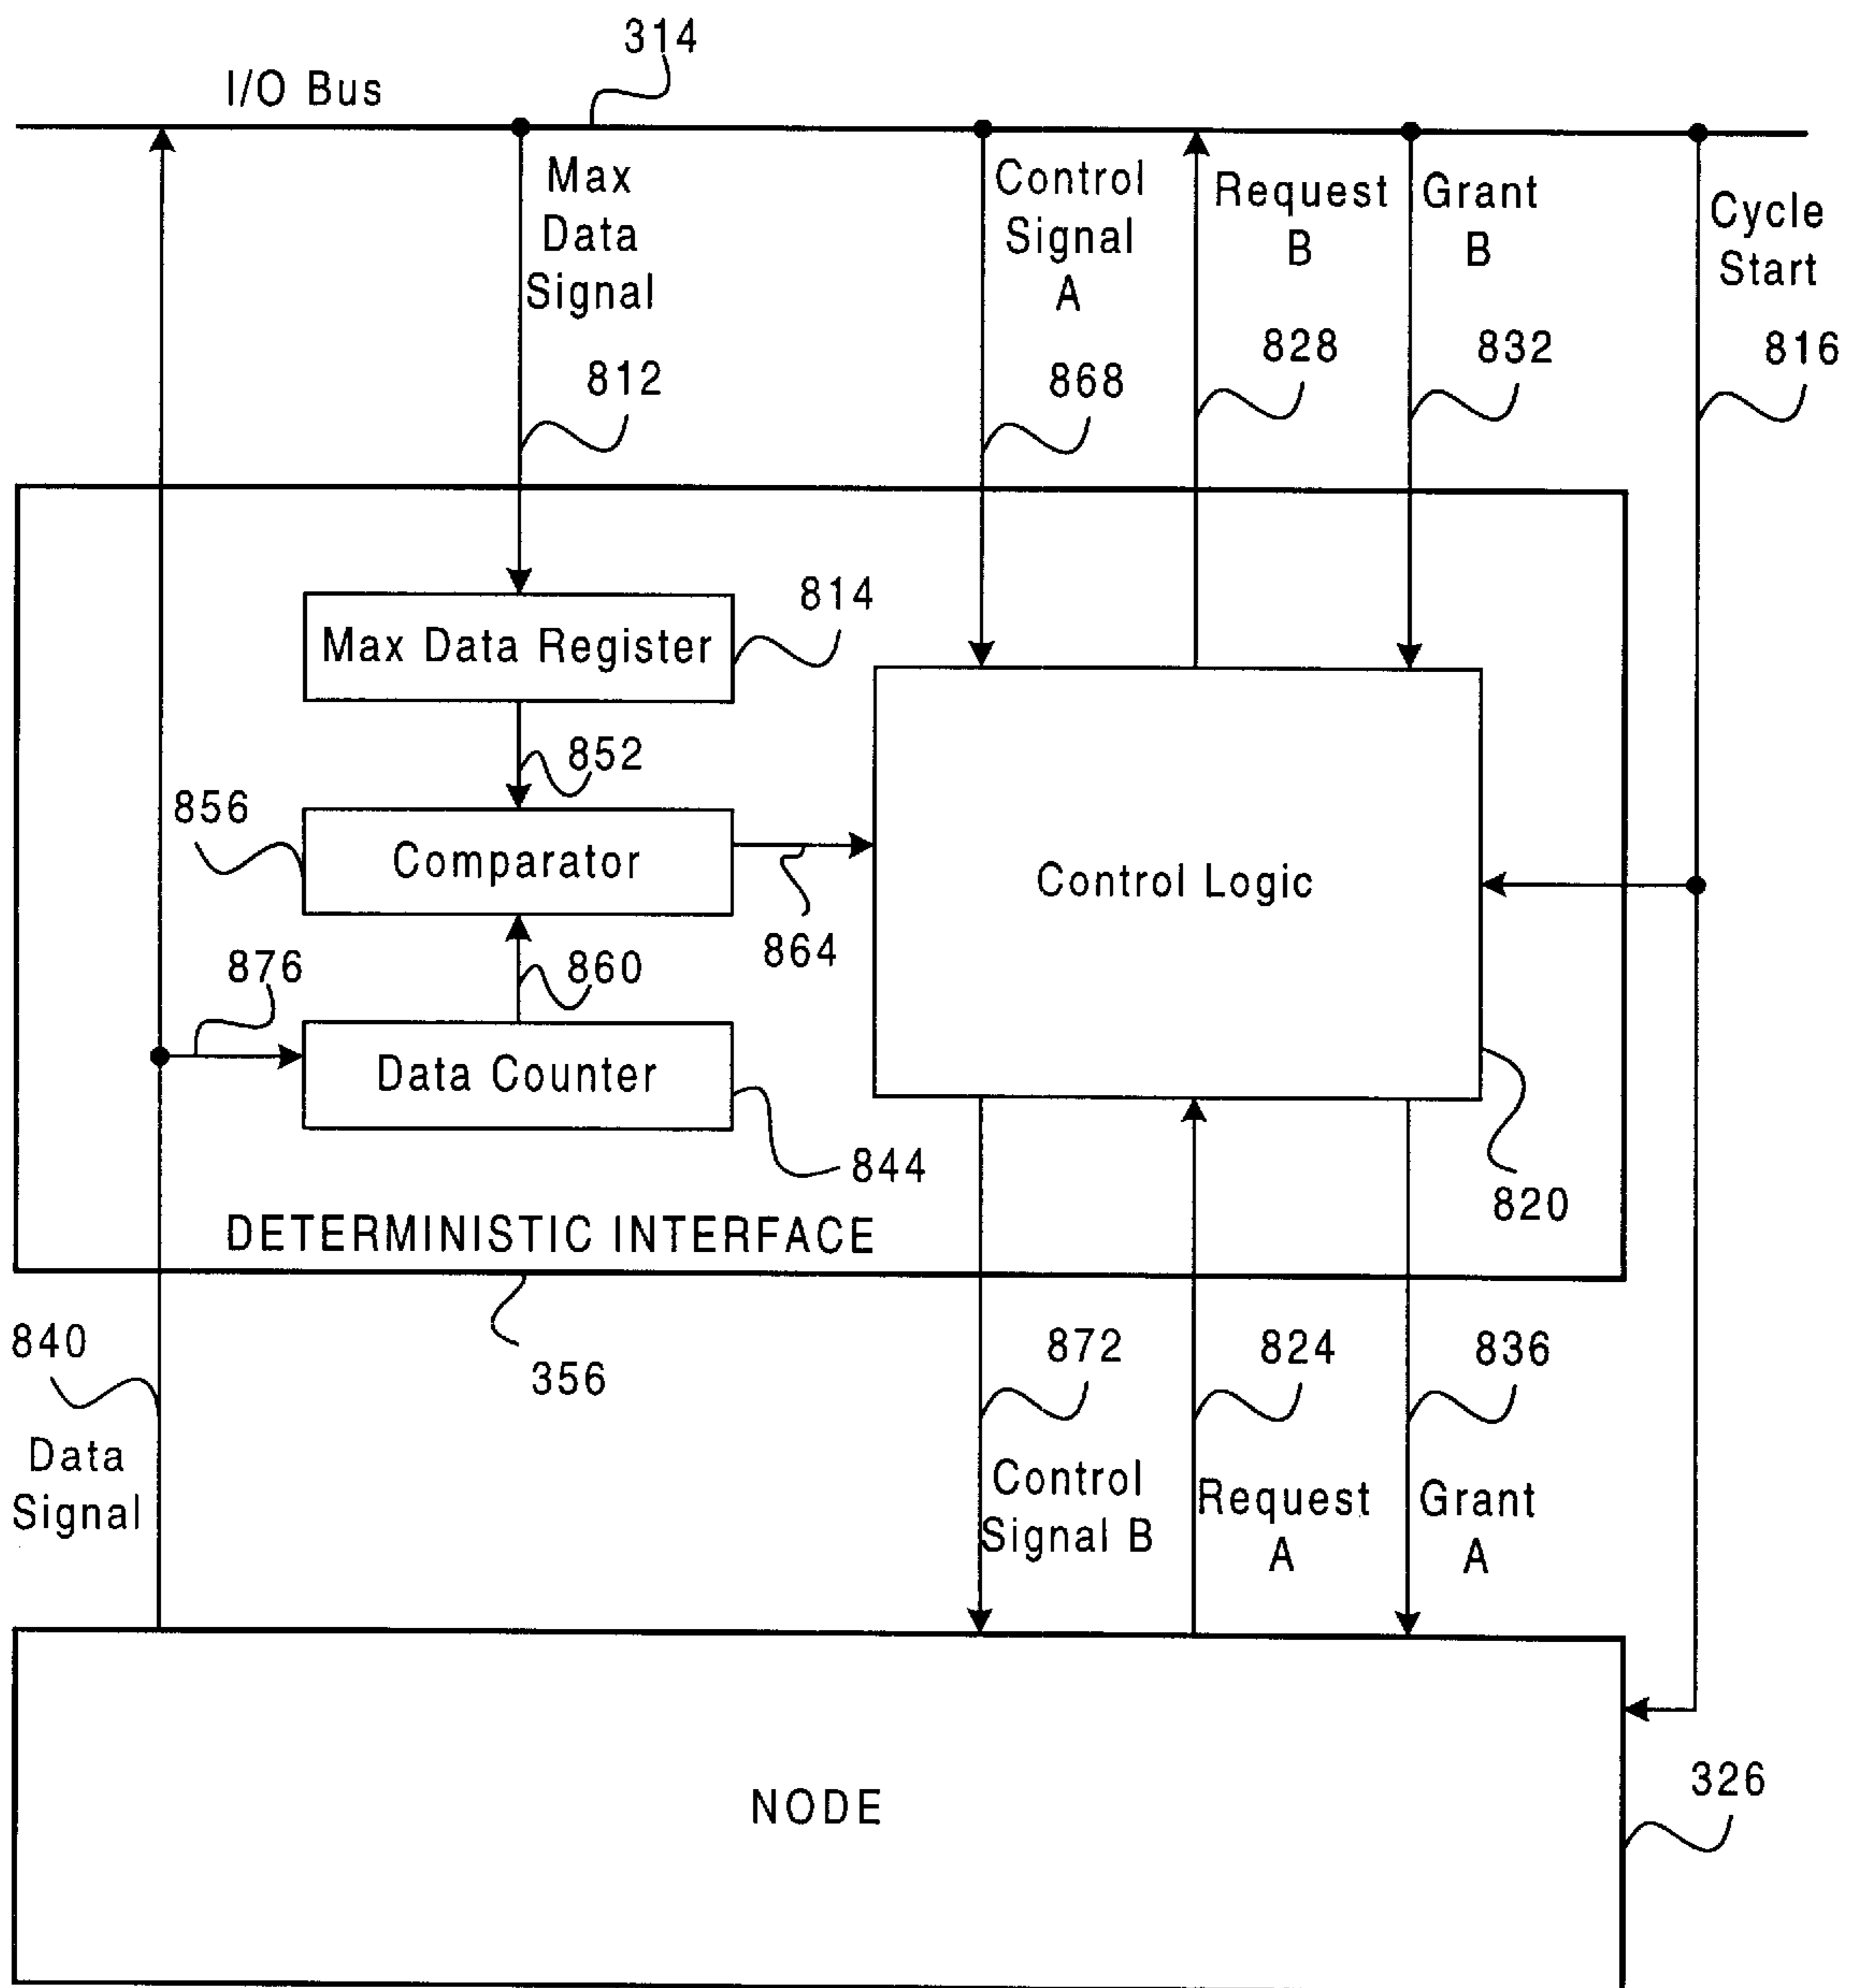 314
I/O Bus
Max
Data
Signal
Control
Signal
A
Request
B
Grant
B
Cycle
Start
812
868
828
832
816
814
Max Data Register
852
856
Comparator
Control Logic
864
876
860
Data Counter
844
820
DETERMINISTIC INTERFACE
356
840
872
824
836
Data
Signal
Control
Signal B
Request
A
Grant
A
326
NODE